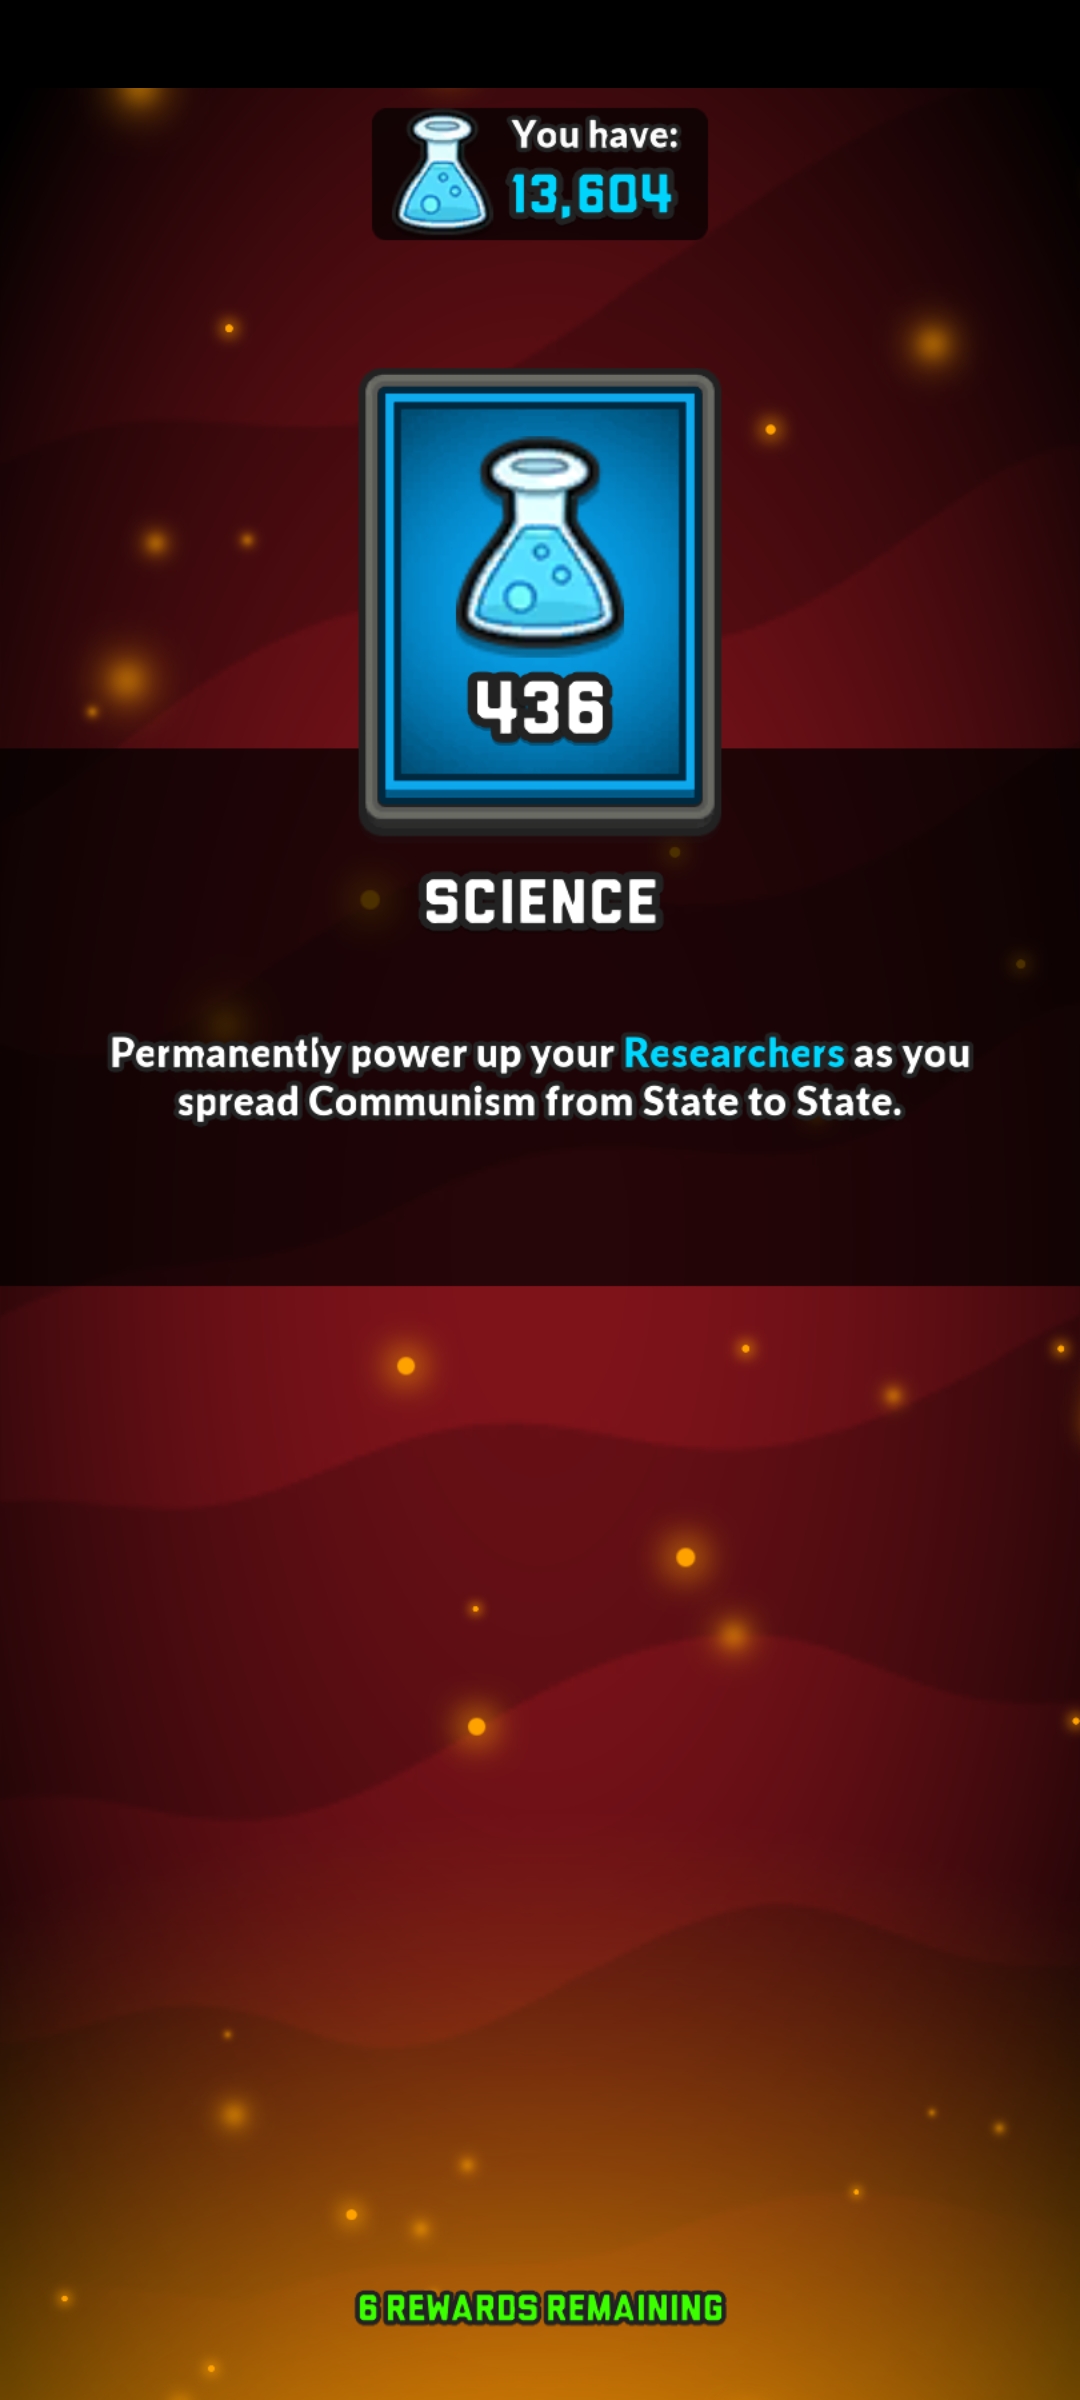 You have:
13,604
436
SCIENCE
Permanently power up your Researchers as you
spread Communism from State to State.
6 REWARDS REMAINING